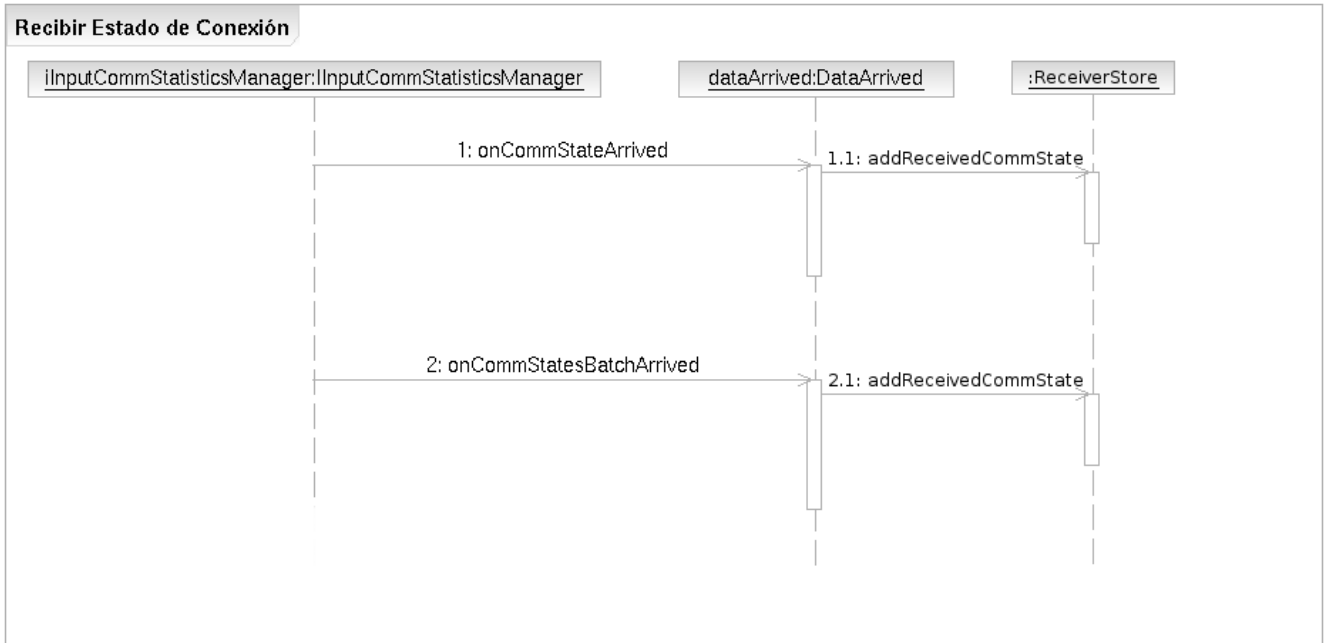 Recibir Estado de Conexión
iInputCommStatisticsManager:IInputCommStatisticsManager
dataArrived:DataArrived
:ReceiverStore
1: onCommStateArrived
1.1: addReceivedCommState
2: onCommStatesBatchArrived
2.1: addReceivedCommState